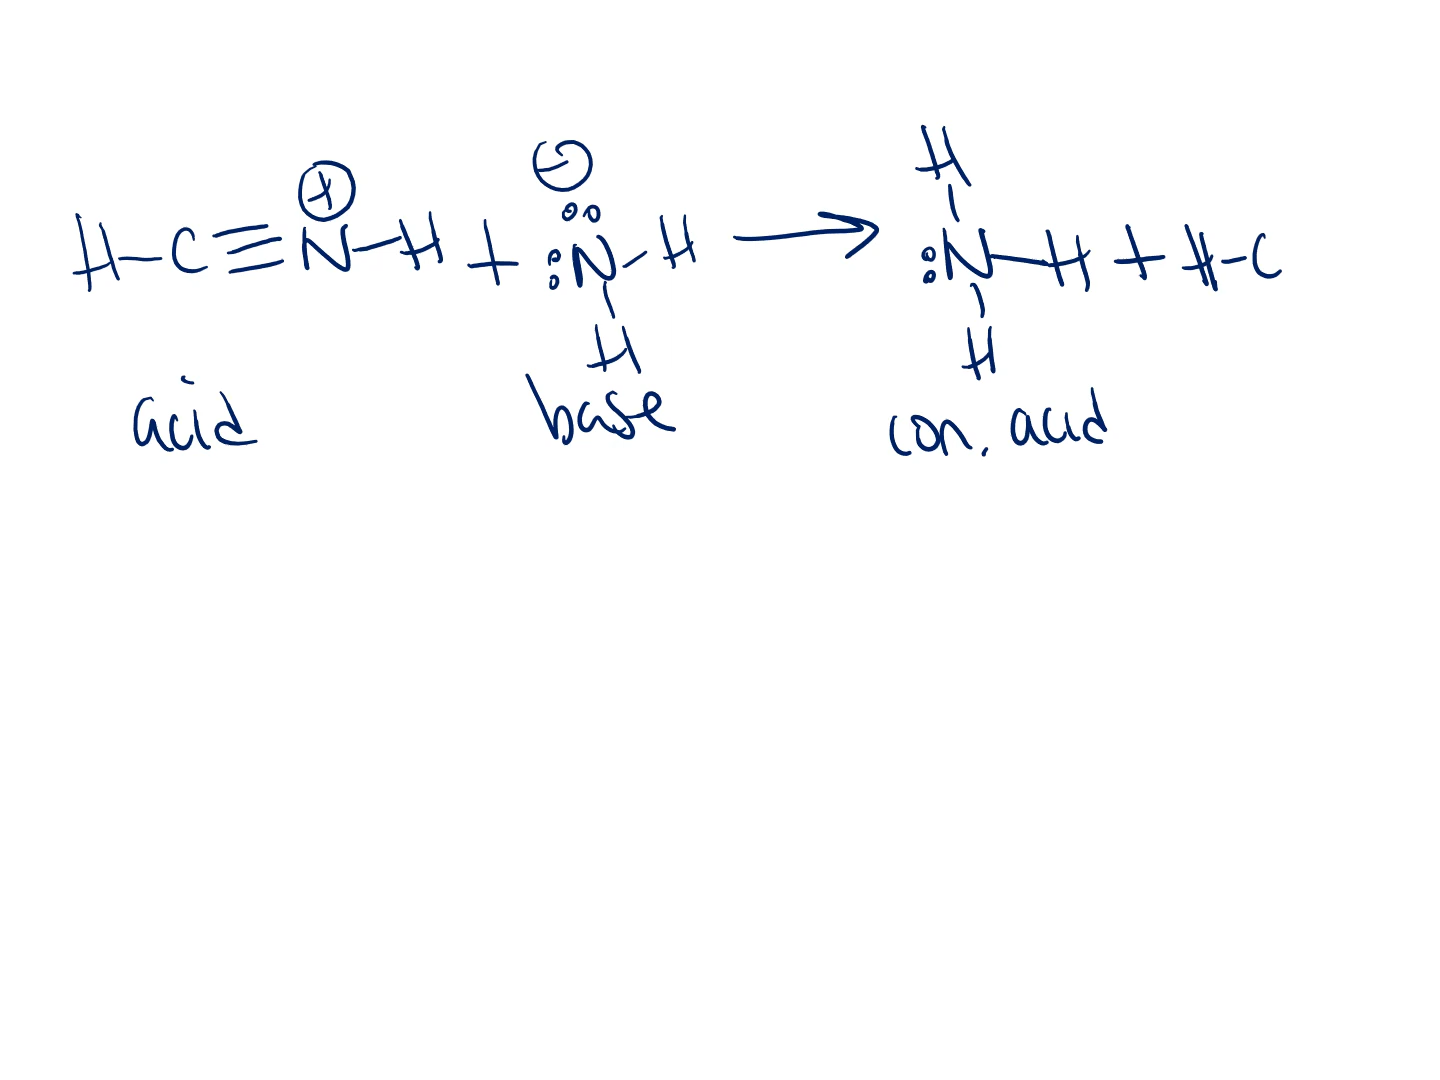 H
H-C≡N⊕-H + :N̈⊖-H ⟶ :N-H + H-C
H H
acid base con. acid